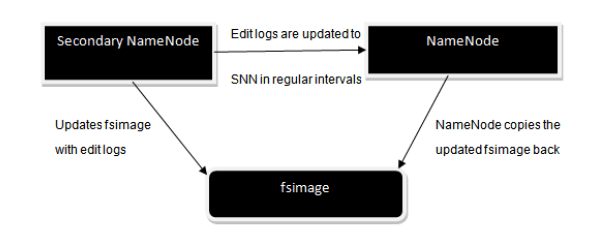 Secondary NameNode
Edit logs are updated to
SNN in regular intervals
NameNode
Updates fsimage
with edit logs
NameNode copies the
updated fsimage back
fsimage